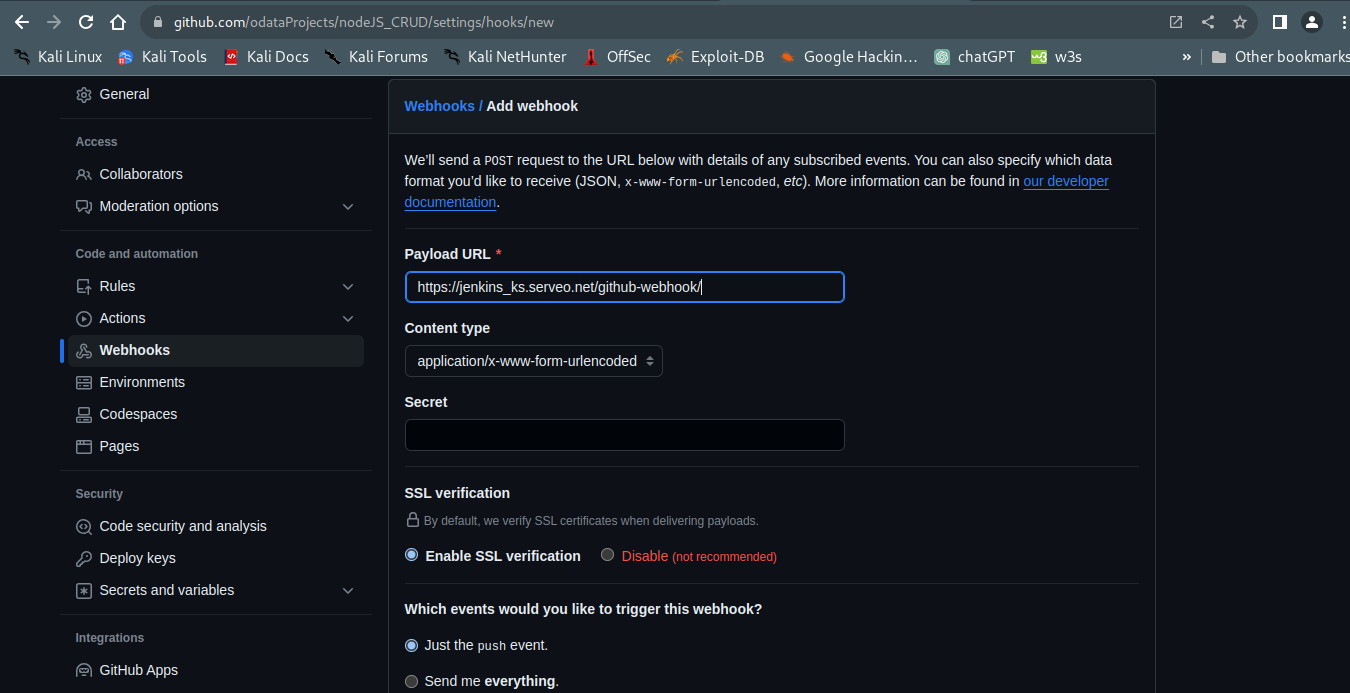 github.com/odataProjects/nodeJS_CRUD/settings/hooks/new
Kali Linux Kali Tools Kali Docs Kali Forums Kali NetHunter OffSec Exploit-DB Google Hackin… chatGPT w3s » Other bookmarks
General
Access
Collaborators
Moderation options
Code and automation
Rules
Actions
Webhooks
Environments
Codespaces
Pages
Security
Code security and analysis
Deploy keys
Secrets and variables
Integrations
GitHub Apps
Webhooks / Add webhook
We’ll send a POST request to the URL below with details of any subscribed events. You can also specify which data
format you’d like to receive (JSON, x-www-form-urlencoded, etc). More information can be found in our developer
documentation.
Payload URL *
https://jenkins_ks.serveo.net/github-webhook/
Content type
application/x-www-form-urlencoded
Secret
SSL verification
By default, we verify SSL certificates when delivering payloads.
Enable SSL verification Disable (not recommended)
Which events would you like to trigger this webhook?
Just the push event.
Send me everything.